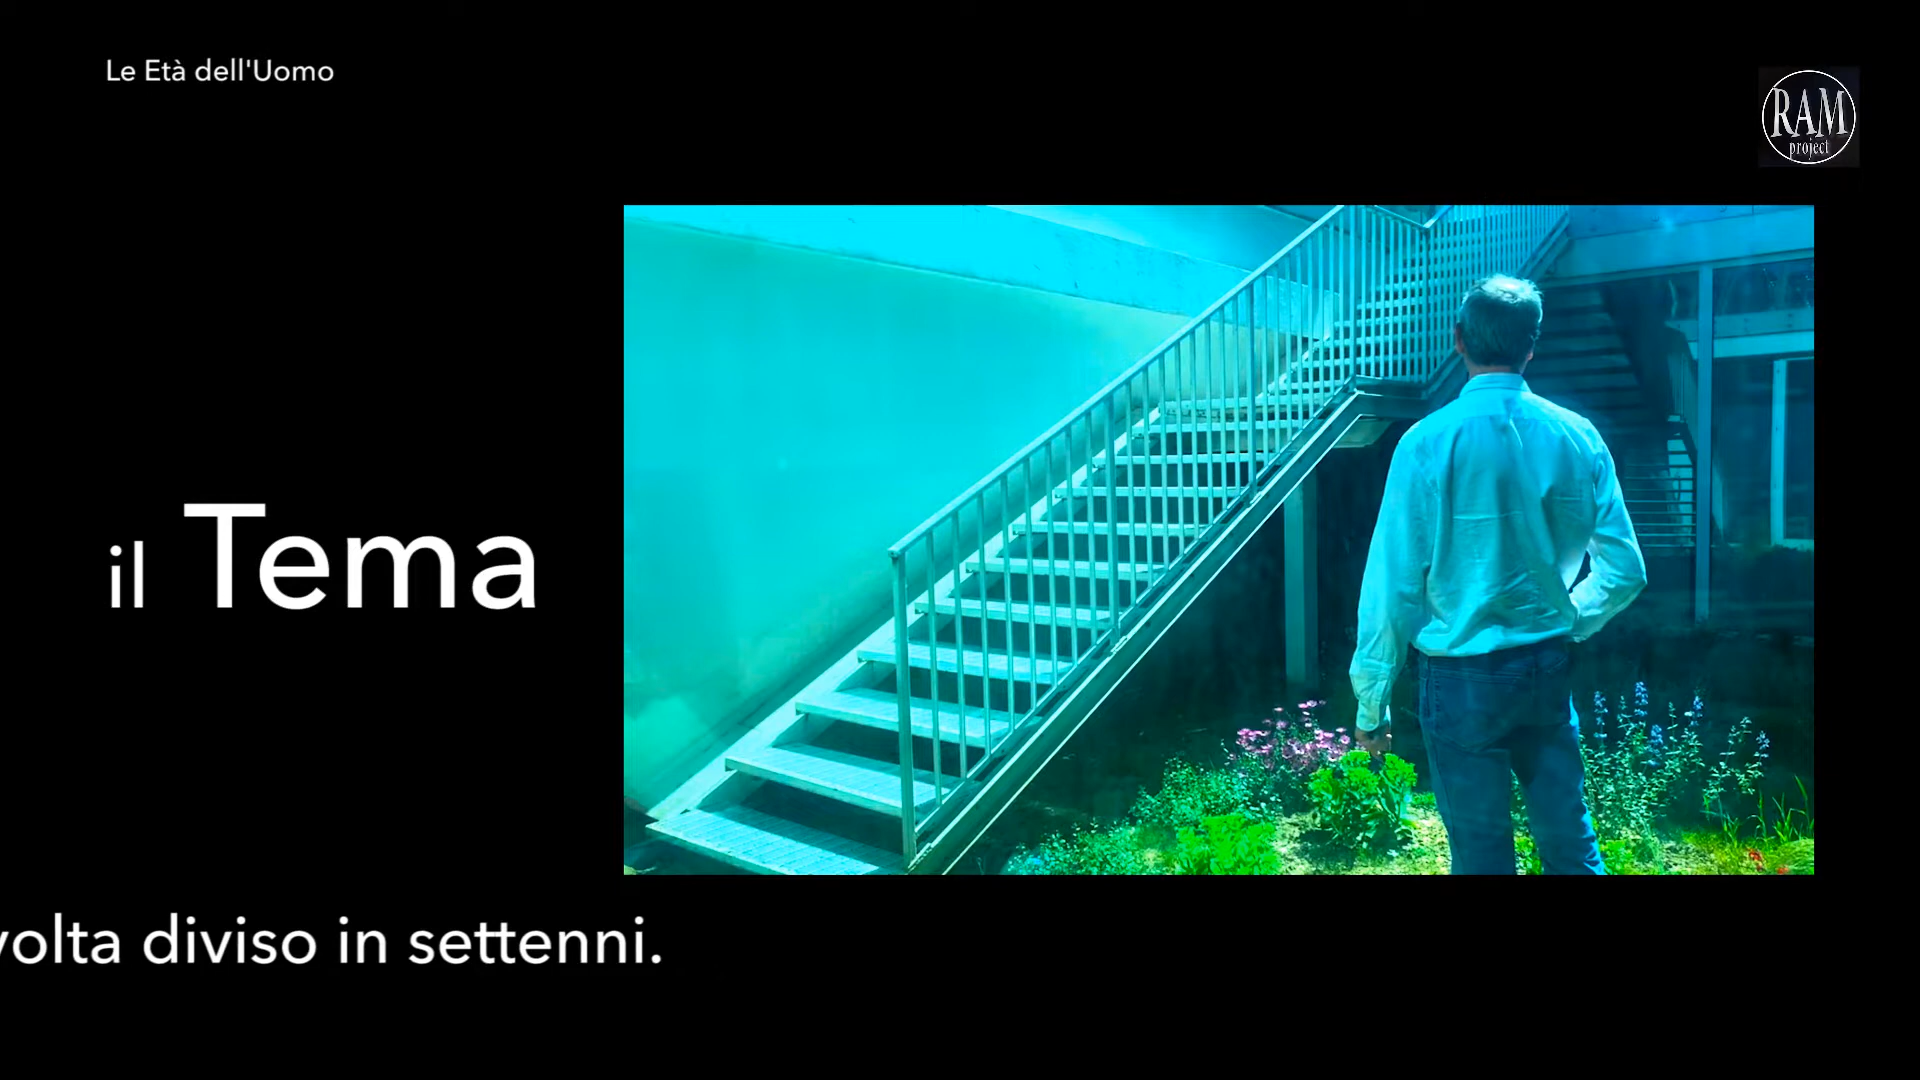 Le Età dell'Uomo
RAM
project
il Tema
volta diviso in settenni.